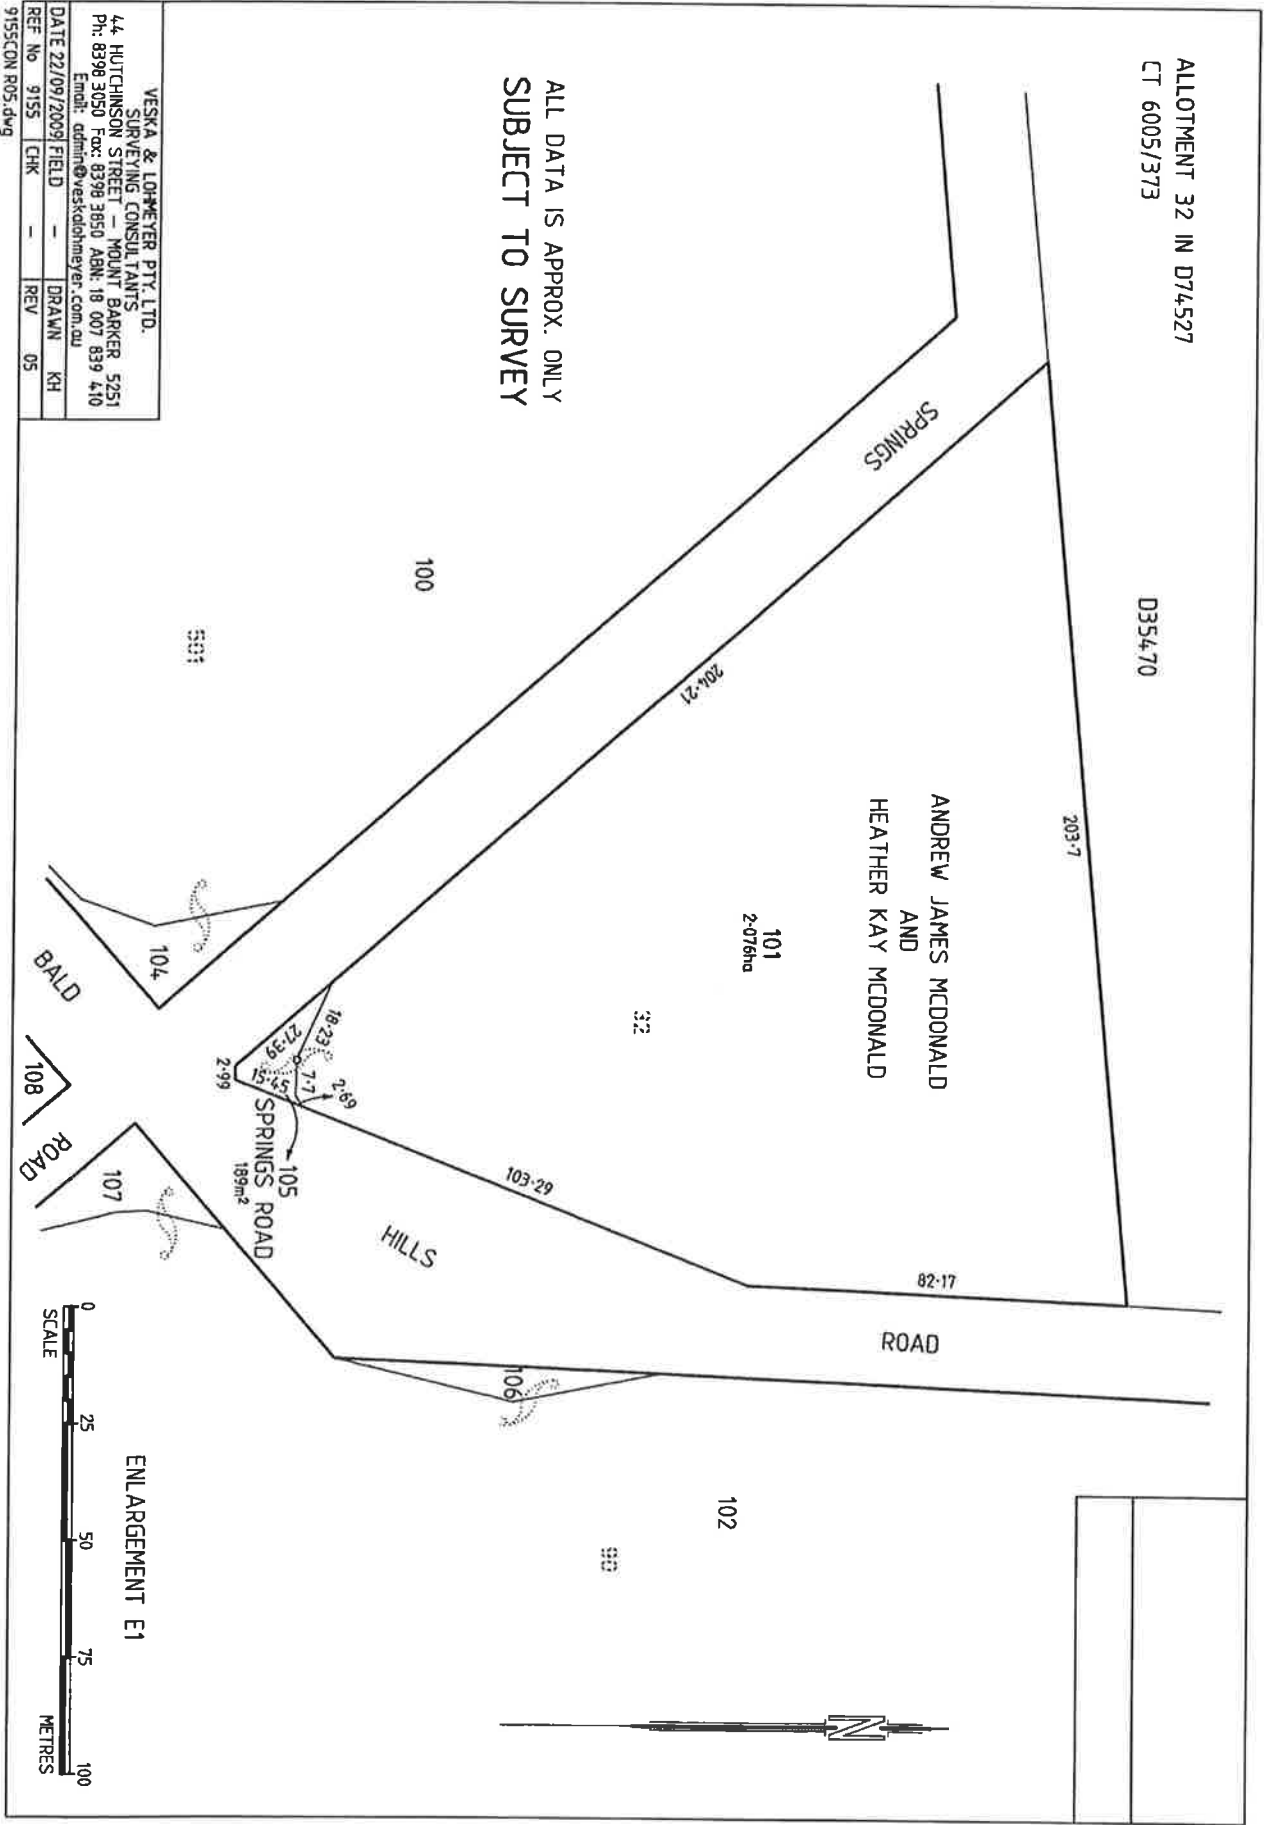 ALLOTMENT 32 IN D74527
CT 6005/373
D35470
203·7
ANDREW JAMES MCDONALD
AND
HEATHER KAY MCDONALD
SPRINGS
82·17
ROAD
101
2·076ha
204·21
32
102
90
ALL DATA IS APPROX. ONLY
SUBJECT TO SURVEY
103·29
106
100
HILLS
18·23
27·39
7·7
2·69
15·45
2·99
105
SPRINGS ROAD
189m²
501
104
BALD
107
108
ROAD
ENLARGEMENT E1
0 25 50 75 100
SCALE METRES
N
VESKA & LOHMEYER PTY. LTD.
SURVEYING CONSULTANTS
44 HUTCHINSON STREET – MOUNT BARKER 5251
Ph: 8398 3050 Fax: 8398 3850 ABN: 18 007 839 410
Email: admin@veskalohmeyer.com.au
DATE 22/09/2009 FIELD – DRAWN KH
REF No 9155 CHK – REV 05
9155CON R05.dwg